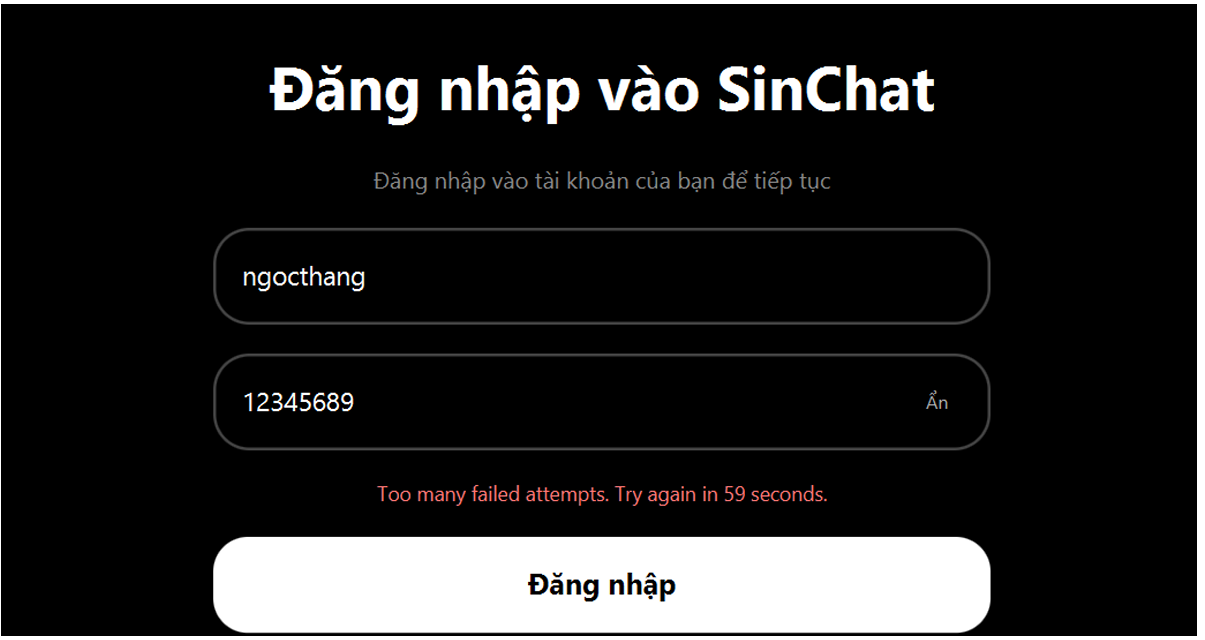 Đăng nhập vào SinChat
Đăng nhập vào tài khoản của bạn để tiếp tục
ngocthang
12345689
Ẩn
Too many failed attempts. Try again in 59 seconds.
Đăng nhập